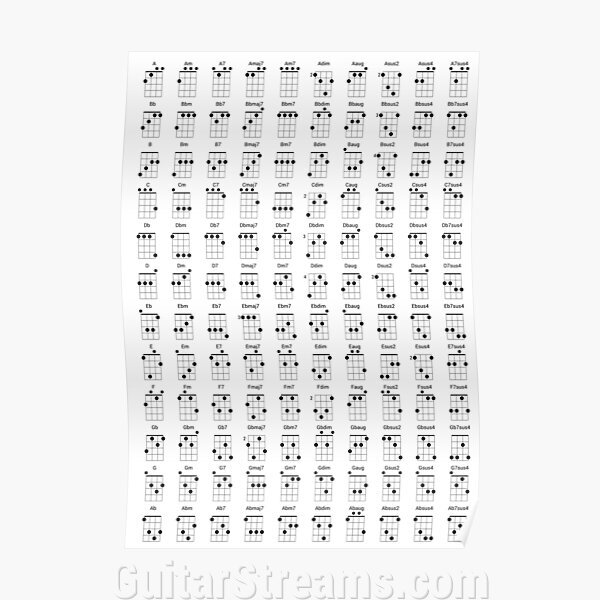 A Am A7 Amaj7 Am7 Adim Aaug Asus2 Asus4 A7sus4
Bb Bbm Bb7 Bbmaj7 Bbm7 Bbdim Bbaug Bbsus2 Bbsus4 Bb7sus4
B Bm B7 Bmaj7 Bm7 Bdim Baug Bsus2 Bsus4 B7sus4
C Cm C7 Cmaj7 Cm7 Cdim Caug Csus2 Csus4 C7sus4
Db Dbm Db7 Dbmaj7 Dbm7 Dbdim Dbaug Dbsus2 Dbsus4 Db7sus4
D Dm D7 Dmaj7 Dm7 Ddim Daug Dsus2 Dsus4 D7sus4
Eb Ebm Eb7 Ebmaj7 Ebm7 Ebdim Ebaug Ebsus2 Ebsus4 Eb7sus4
E Em E7 Emaj7 Em7 Edim Eaug Esus2 Esus4 E7sus4
F Fm F7 Fmaj7 Fm7 Fdim Faug Fsus2 Fsus4 F7sus4
Gb Gbm Gb7 Gbmaj7 Gbm7 Gbdim Gbaug Gbsus2 Gbsus4 Gb7sus4
G Gm G7 Gmaj7 Gm7 Gdim Gaug Gsus2 Gsus4 G7sus4
Ab Abm Ab7 Abmaj7 Abm7 Abdim Abaug Absus2 Absus4 Ab7sus4
GuitarStreams.com